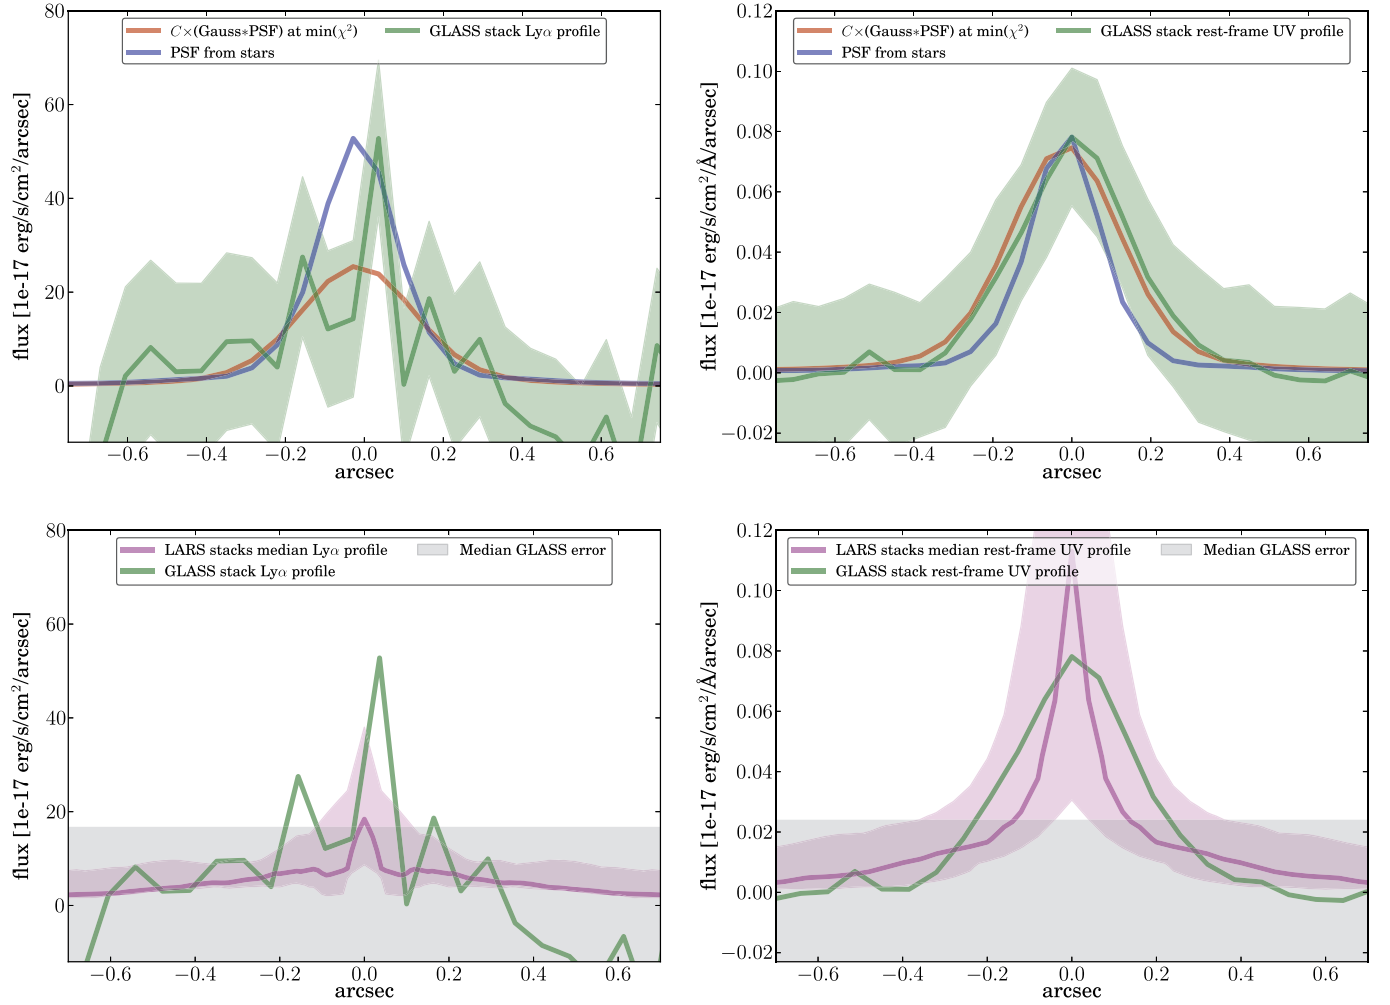 C×(Gauss∗PSF) at min(χ²)
PSF from stars
GLASS stack Lyα profile
80
60
40
20
0
flux [1e-17 erg/s/cm²/arcsec]
−0.6 −0.4 −0.2 0.0 0.2 0.4 0.6
arcsec
C×(Gauss∗PSF) at min(χ²)
PSF from stars
GLASS stack rest-frame UV profile
0.12
0.10
0.08
0.06
0.04
0.02
0.00
−0.02
flux [1e-17 erg/s/cm²/Å/arcsec]
−0.6 −0.4 −0.2 0.0 0.2 0.4 0.6
arcsec
LARS stacks median Lyα profile
GLASS stack Lyα profile
Median GLASS error
80
60
40
20
0
flux [1e-17 erg/s/cm²/arcsec]
−0.6 −0.4 −0.2 0.0 0.2 0.4 0.6
arcsec
LARS stacks median rest-frame UV profile
GLASS stack rest-frame UV profile
Median GLASS error
0.12
0.10
0.08
0.06
0.04
0.02
0.00
−0.02
flux [1e-17 erg/s/cm²/Å/arcsec]
−0.6 −0.4 −0.2 0.0 0.2 0.4 0.6
arcsec